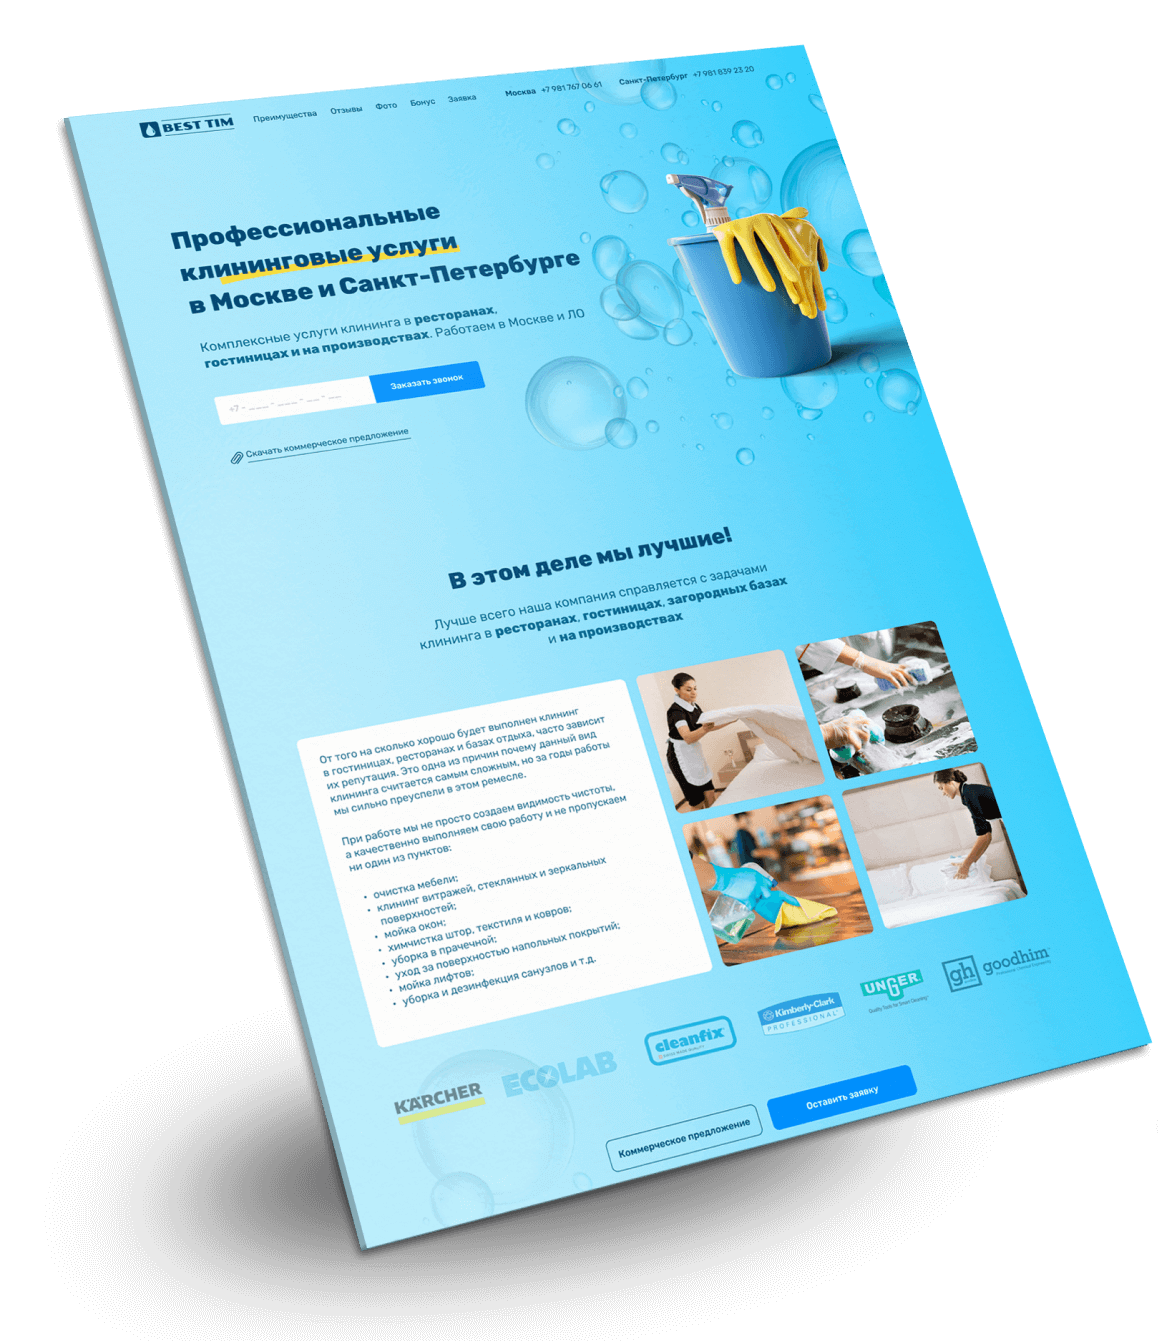 BEST TIM
Преимущества Отзывы Фото Бонус Заявка
Москва +7 981 767 06 61 Санкт-Петербург +7 981 839 23 20
Профессиональные
клининговые услуги
в Москве и Санкт-Петербурге
Комплексные услуги клининга в ресторанах,
гостиницах и на производствах. Работаем в Москве и ЛО
+7 - ___ - ___ - __ - __
Заказать звонок
Скачать коммерческое предложение
В этом деле мы лучшие!
Лучше всего наша компания справляется с задачами
клининга в ресторанах, гостиницах, загородных базах
и на производствах
От того на сколько хорошо будет выполнен клининг
в гостиницах, ресторанах и базах отдыха, часто зависит
их репутация. Это одна из причин почему данный вид
клининга считается самым сложным, но за годы работы
мы сильно преуспели в этом ремесле.
При работе мы не просто создаем видимость чистоты,
а качественно выполняем свою работу и не пропускаем
ни один из пунктов:
• очистка мебели;
• клининг витражей, стеклянных и зеркальных
поверхностей;
• мойка окон;
• химчистка штор, текстиля и ковров;
• уборка в прачечной;
• уход за поверхностью напольных покрытий;
• мойка лифтов;
• уборка и дезинфекция санузлов и т.д.
KÄRCHER
ECOLAB
cleanfix
Kimberly-Clark
PROFESSIONAL
UNGER
gh goodhim
Коммерческое предложение
Оставить заявку